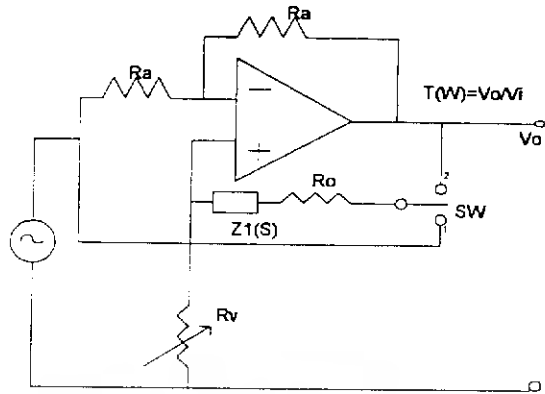 Ra
Ra
T(W)=Vo/Vi
Vo
2
Ro
SW
1
Z1(S)
Rv